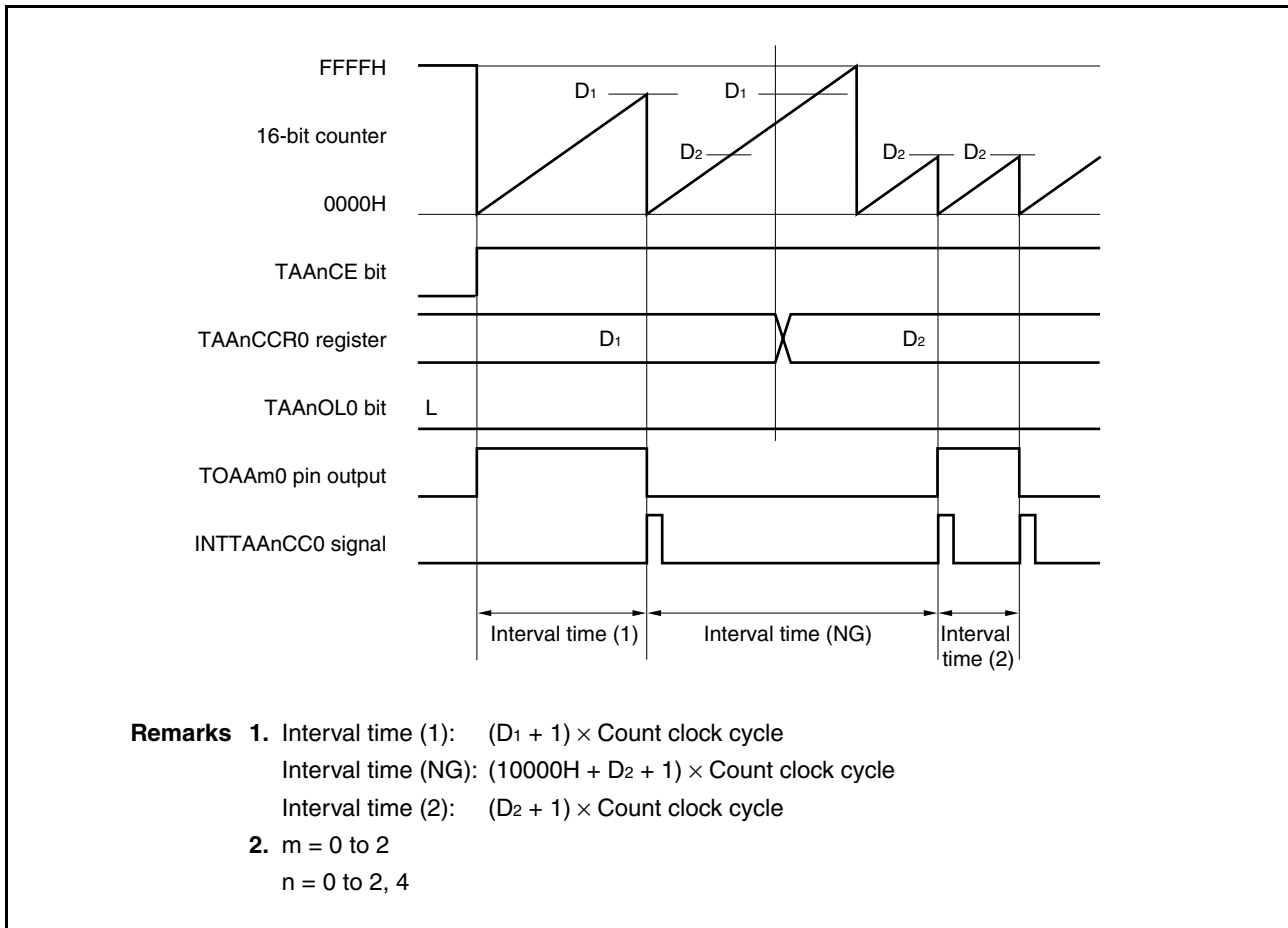 FFFFH
D1
D1
16-bit counter
D2
D2
D2
0000H
TAAnCE bit
TAAnCCR0 register
D1
D2
TAAnOL0 bit
L
TOAAm0 pin output
INTTAAnCC0 signal
Interval time (1)
Interval time (NG)
Interval
time (2)
Remarks 1. Interval time (1): (D1 + 1) × Count clock cycle
Interval time (NG): (10000H + D2 + 1) × Count clock cycle
Interval time (2): (D2 + 1) × Count clock cycle
2. m = 0 to 2
n = 0 to 2, 4